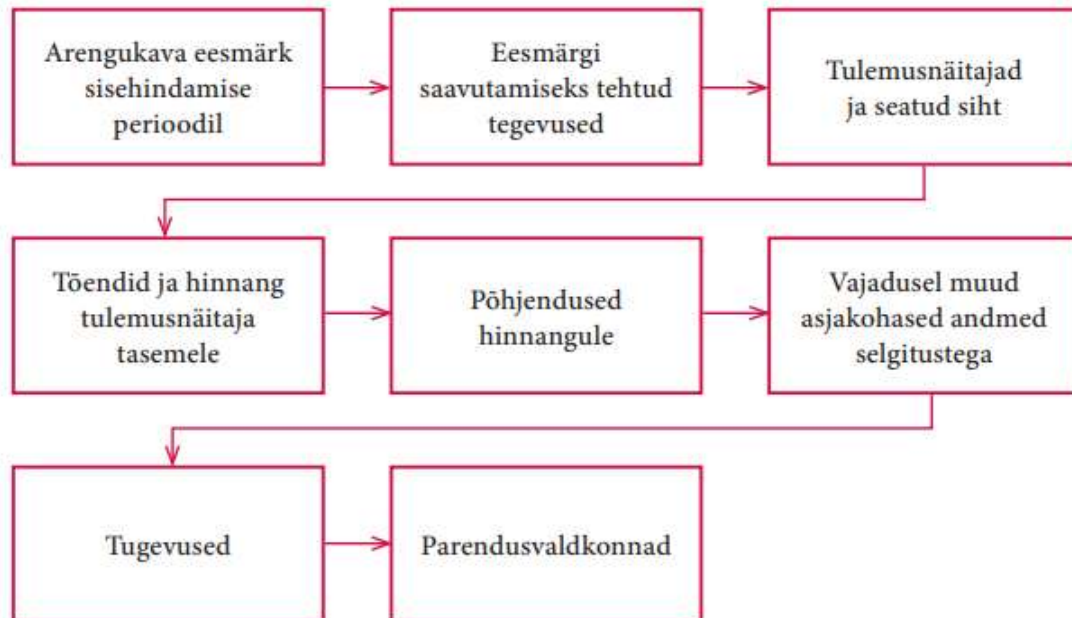 Arengukava eesmärk
sisehindamise
perioodil
Eesmärgi
saavutamiseks tehtud
tegevused
Tulemusnäitajad
ja seatud siht
Tõendid ja hinnang
tulemusnäitaja
tasemele
Põhjendused
hinnangule
Vajadusel muud
asjakohased andmed
selgitustega
Tugevused
Parendusvaldkonnad